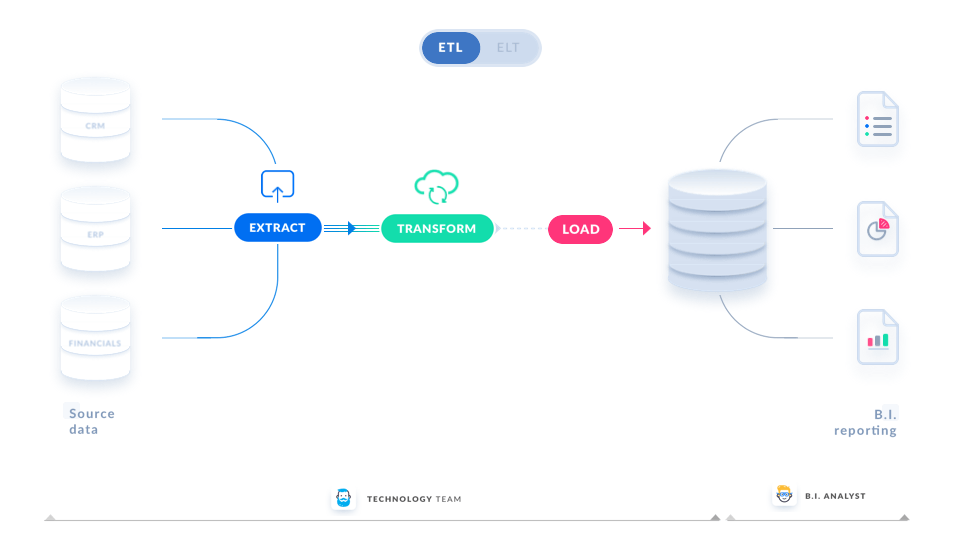 ETL ELT
CRM
EXTRACT TRANSFORM LOAD
ERP
FINANCIALS
Source
data
B.I.
reporting
TECHNOLOGY TEAM
B.I. ANALYST